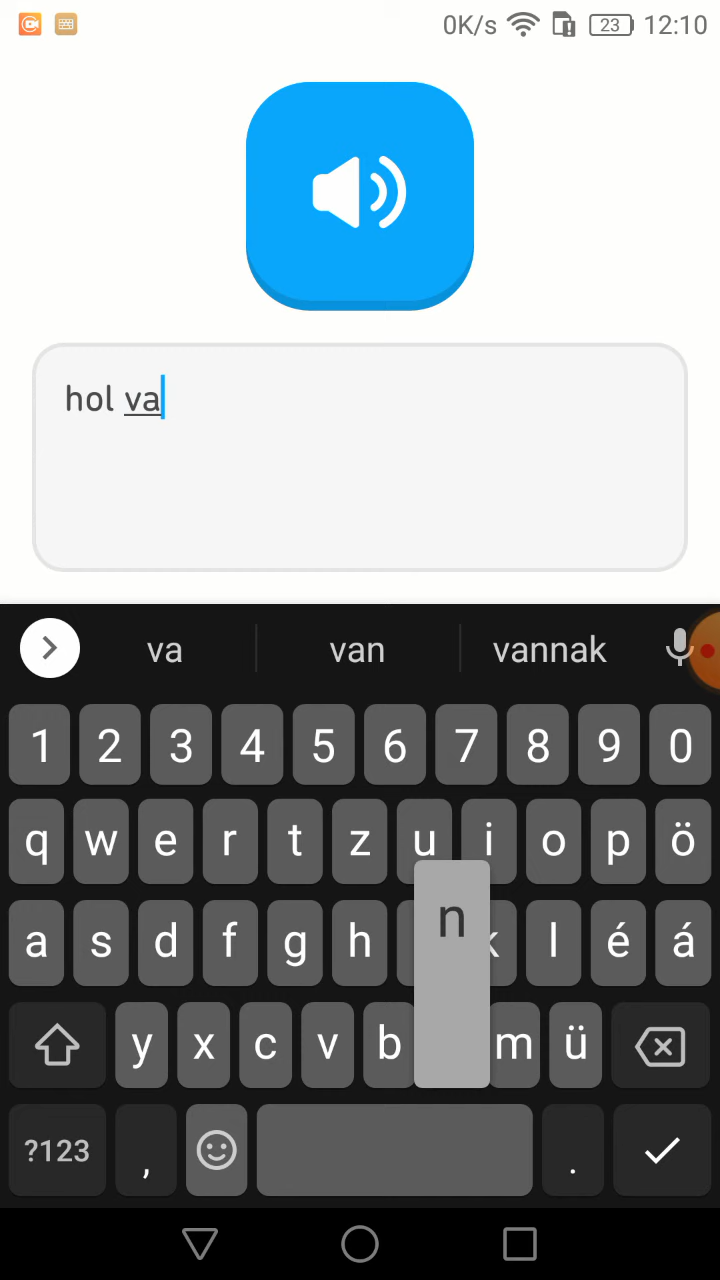 0K/s 23 12:10
hol va
va van vannak
1 2 3 4 5 6 7 8 9 0
q w e r t z u i o p ö
a s d f g h k l é á
n
y x c v b m ü
?123 , .